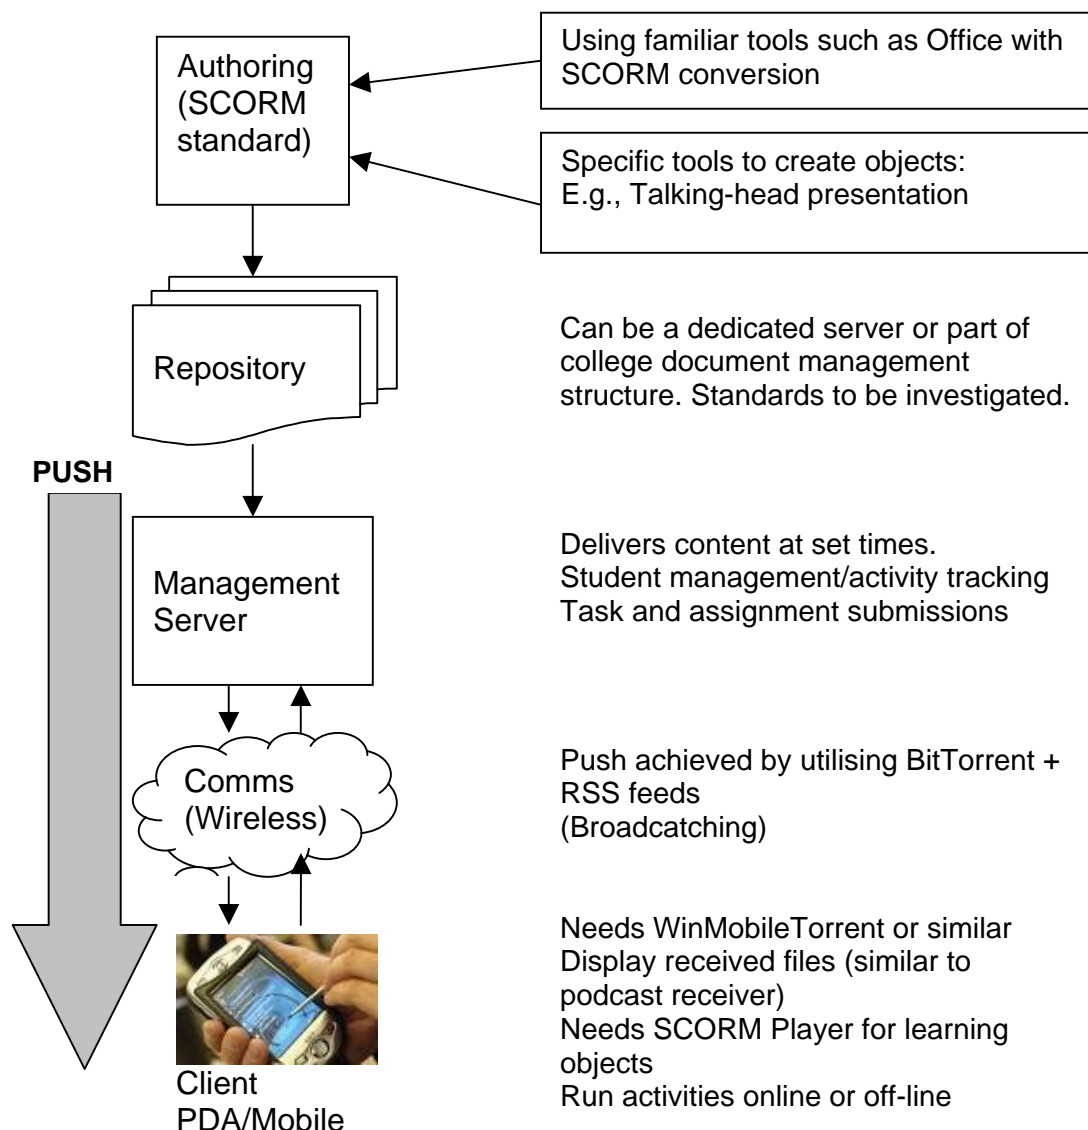 Authoring
(SCORM
standard)
Using familiar tools such as Office with
SCORM conversion
Specific tools to create objects:
E.g., Talking-head presentation
Repository
Can be a dedicated server or part of
college document management
structure. Standards to be investigated.
PUSH
Management
Server
Delivers content at set times.
Student management/activity tracking
Task and assignment submissions
Comms
(Wireless)
Push achieved by utilising BitTorrent +
RSS feeds
(Broadcatching)
Client
PDA/Mobile
Needs WinMobileTorrent or similar
Display received files (similar to
podcast receiver)
Needs SCORM Player for learning
objects
Run activities online or off-line